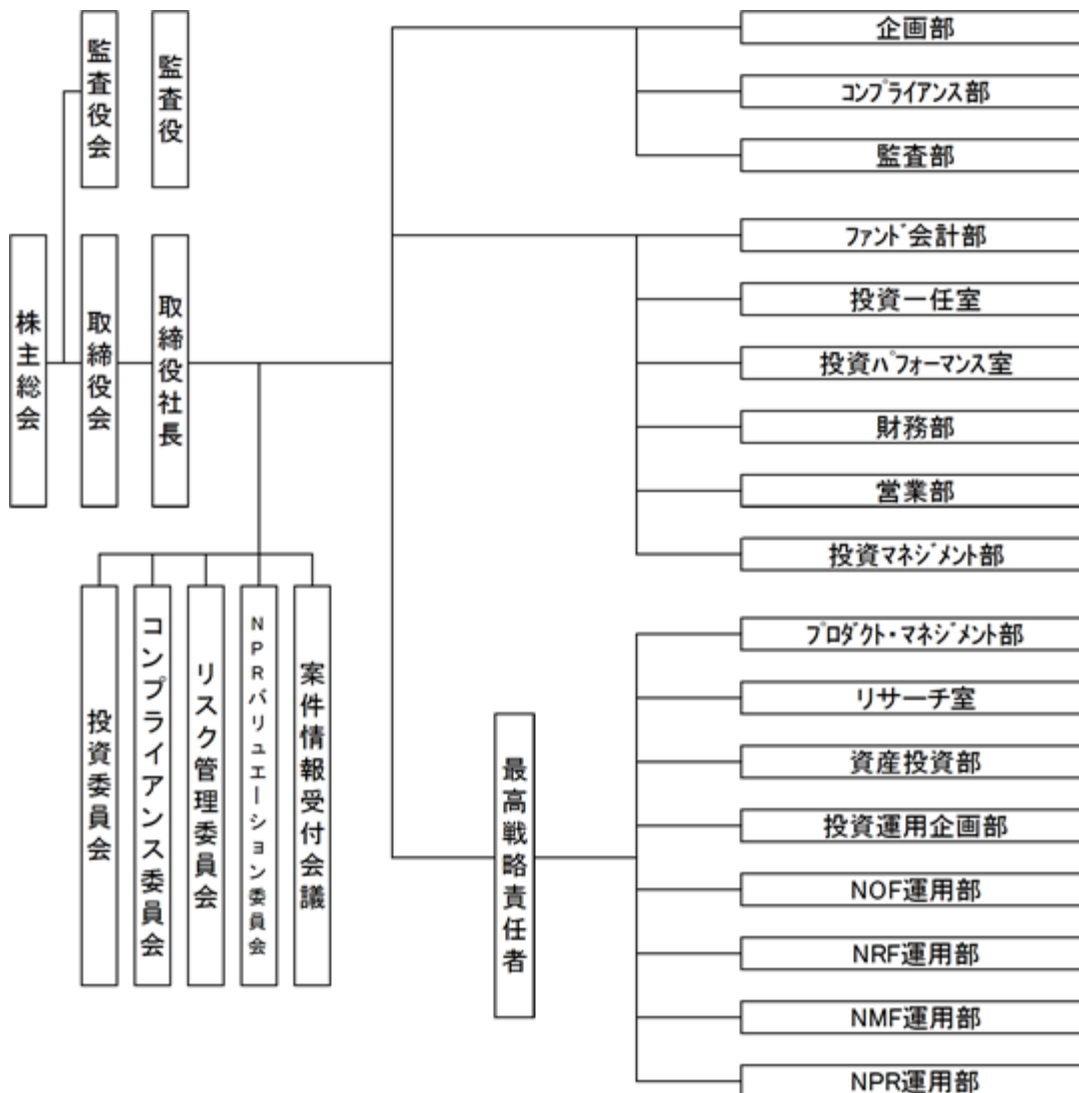 監査役会
監査役
株主総会
取締役会
取締役社長
投資委員会
コンプライアンス委員会
リスク管理委員会
NPRバリュエーション委員会
案件情報受付会議
最高戦略責任者
企画部
コンプライアンス部
監査部
ファンド会計部
投資一任室
投資パフォーマンス室
財務部
営業部
投資マネジメント部
プロダクト・マネジメント部
リサーチ室
資産投資部
投資運用企画部
NOF運用部
NRF運用部
NMF運用部
NPR運用部